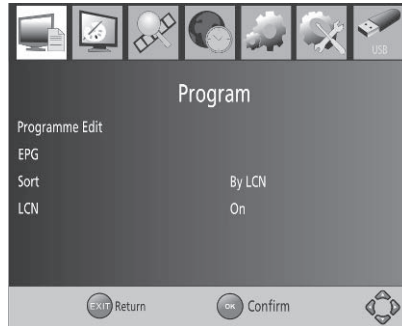 USB
Program
Programme Edit
EPG
Sort By LCN
LCN On
EXIT Return OK Confirm